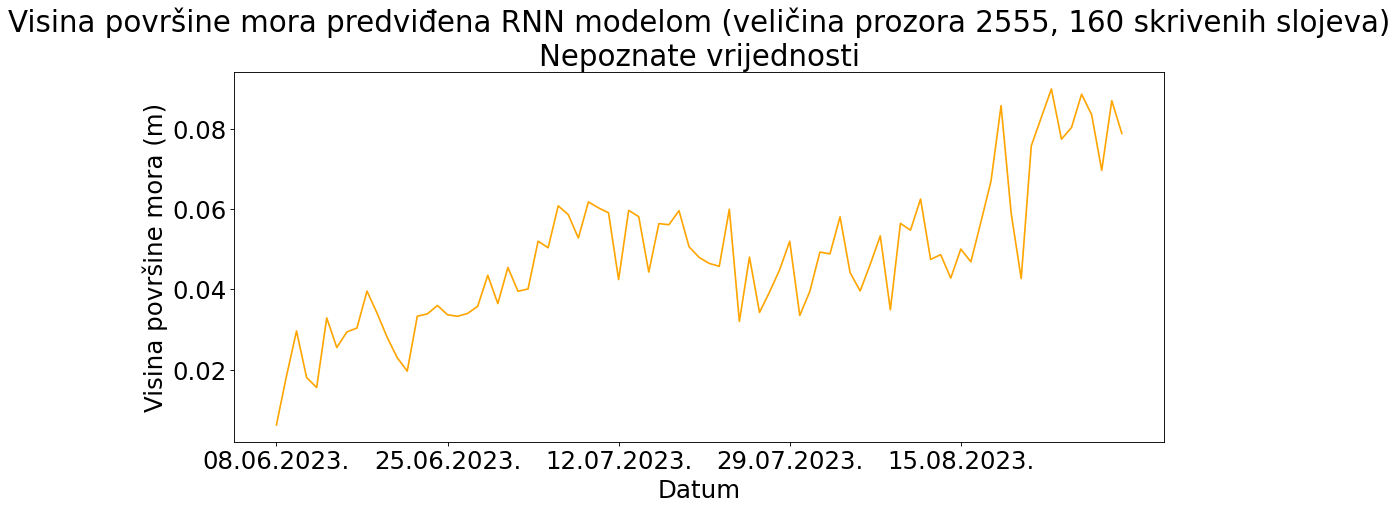 Visina površine mora predviđena RNN modelom (veličina prozora 2555, 160 skrivenih slojeva)
Nepoznate vrijednosti
Visina površine mora (m)
0.08
0.06
0.04
0.02
08.06.2023. 25.06.2023. 12.07.2023. 29.07.2023. 15.08.2023.
Datum